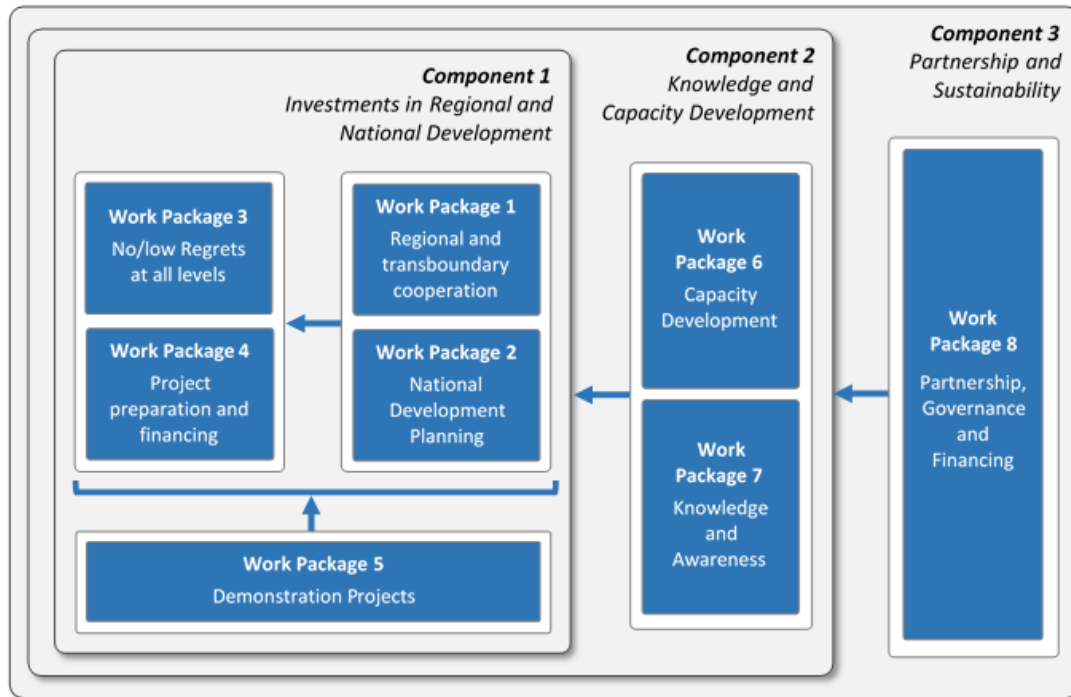 Component 1
Investments in Regional and
National Development
Work Package 3
No/low Regrets
at all levels
Work Package 4
Project
preparation and
financing
Work Package 1
Regional and
transboundary
cooperation
Work Package 2
National
Development
Planning
Work Package 5
Demonstration Projects
Component 2
Knowledge and
Capacity Development
Work
Package 6
Capacity
Development
Work
Package 7
Knowledge
and
Awareness
Component 3
Partnership and
Sustainability
Work
Package 8
Partnership,
Governance
and
Financing